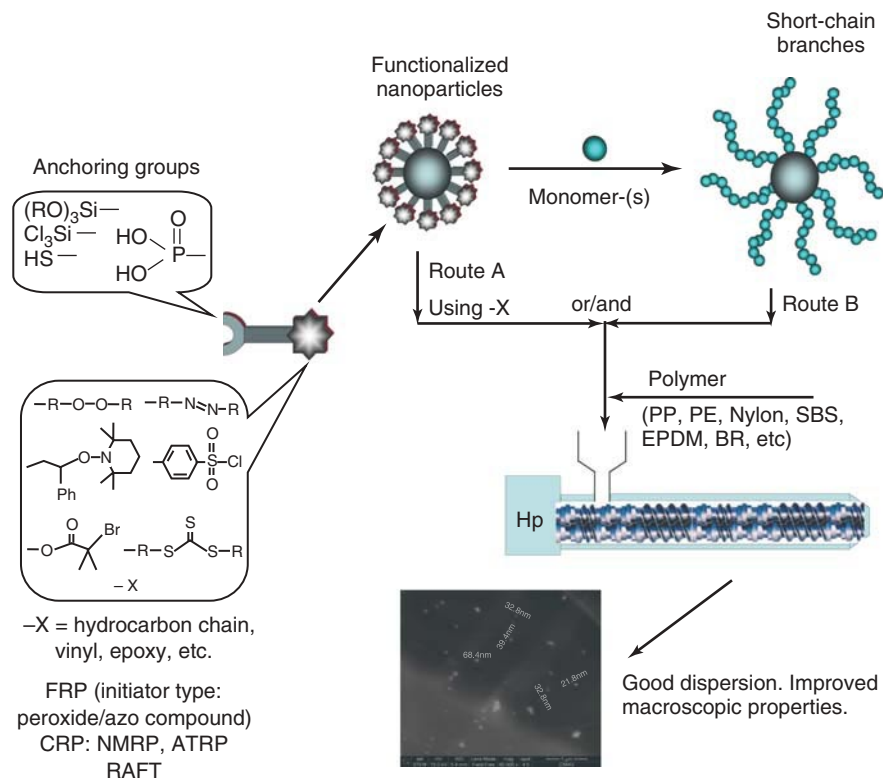 Short-chain
branches
Functionalized
nanoparticles
Anchoring groups
(RO)₃Si—
Cl₃Si—
HS—
O
HO
P
HO
Monomer-(s)
Route A
Using -X
or/and
Route B
Polymer
(PP, PE, Nylon, SBS,
EPDM, BR, etc)
–R–O–O–R
–R–N=N–R
O
N
Ph
O
S
O
Cl
O
O
Br
S
–R–S
S–R
– X
Hp
–X = hydrocarbon chain,
vinyl, epoxy, etc.
FRP (initiator type:
peroxide/azo compound)
CRP: NMRP, ATRP
RAFT
32.8nm
39.4nm
68.4nm
21.8nm
32.8nm
Good dispersion. Improved
macroscopic properties.